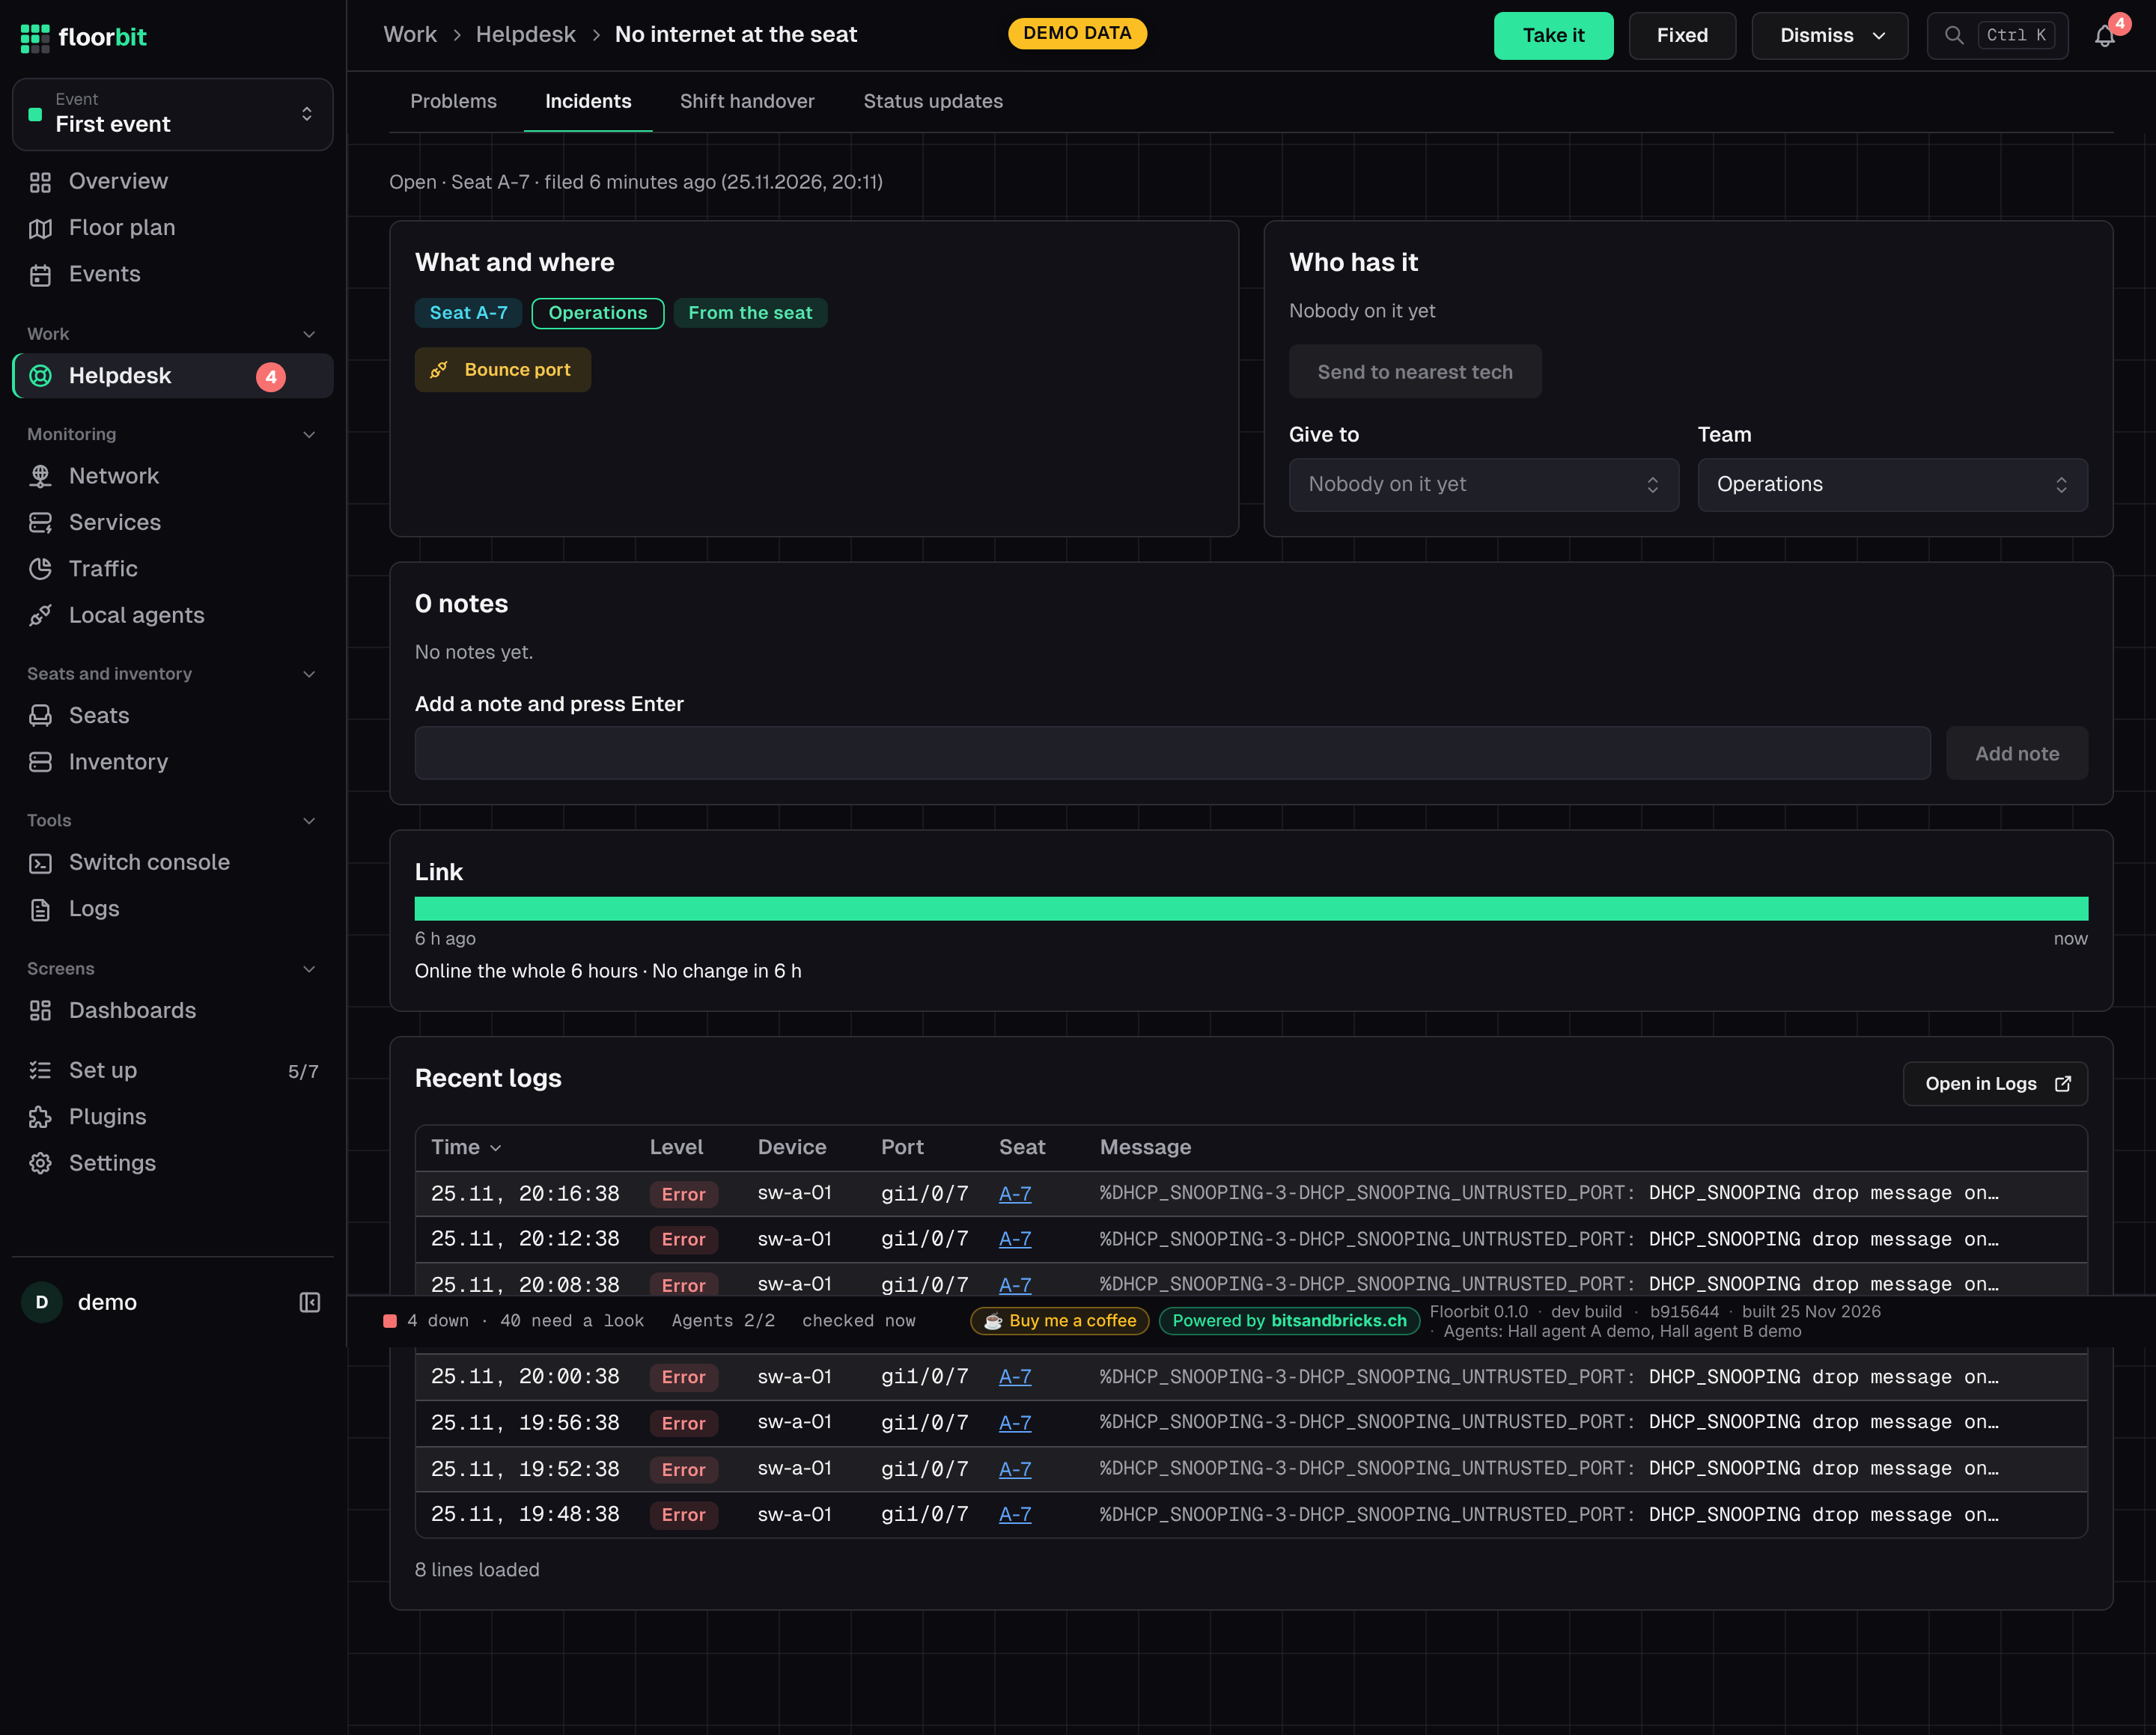 floorbit
Event
First event
Overview
Floor plan
Events
Work
Helpdesk 4
Monitoring
Network
Services
Traffic
Local agents
Seats and inventory
Seats
Inventory
Tools
Switch console
Logs
Screens
Dashboards
Set up 5/7
Plugins
Settings
D demo
Work > Helpdesk > No internet at the seat
DEMO DATA
Take it
Fixed
Dismiss
Ctrl K
4
Problems Incidents Shift handover Status updates
Open · Seat A-7 · filed 6 minutes ago (25.11.2026, 20:11)
What and where
Seat A-7 Operations From the seat
Bounce port
Who has it
Nobody on it yet
Send to nearest tech
Give to
Nobody on it yet
Team
Operations
0 notes
No notes yet.
Add a note and press Enter
Add note
Link
6 h ago now
Online the whole 6 hours · No change in 6 h
Recent logs
Open in Logs
Time Level Device Port Seat Message
25.11, 20:16:38 Error sw-a-01 gi1/0/7 A-7 %DHCP_SNOOPING-3-DHCP_SNOOPING_UNTRUSTED_PORT: DHCP_SNOOPING drop message on…
25.11, 20:12:38 Error sw-a-01 gi1/0/7 A-7 %DHCP_SNOOPING-3-DHCP_SNOOPING_UNTRUSTED_PORT: DHCP_SNOOPING drop message on…
25.11, 20:08:38 Error sw-a-01 gi1/0/7 A-7 %DHCP_SNOOPING-3-DHCP_SNOOPING_UNTRUSTED_PORT: DHCP_SNOOPING drop message on…
4 down · 40 need a look Agents 2/2 checked now
☕ Buy me a coffee
Powered by bitsandbricks.ch
Floorbit 0.1.0 · dev build · b915644 · built 25 Nov 2026
· Agents: Hall agent A demo, Hall agent B demo
25.11, 20:00:38 Error sw-a-01 gi1/0/7 A-7 %DHCP_SNOOPING-3-DHCP_SNOOPING_UNTRUSTED_PORT: DHCP_SNOOPING drop message on…
25.11, 19:56:38 Error sw-a-01 gi1/0/7 A-7 %DHCP_SNOOPING-3-DHCP_SNOOPING_UNTRUSTED_PORT: DHCP_SNOOPING drop message on…
25.11, 19:52:38 Error sw-a-01 gi1/0/7 A-7 %DHCP_SNOOPING-3-DHCP_SNOOPING_UNTRUSTED_PORT: DHCP_SNOOPING drop message on…
25.11, 19:48:38 Error sw-a-01 gi1/0/7 A-7 %DHCP_SNOOPING-3-DHCP_SNOOPING_UNTRUSTED_PORT: DHCP_SNOOPING drop message on…
8 lines loaded